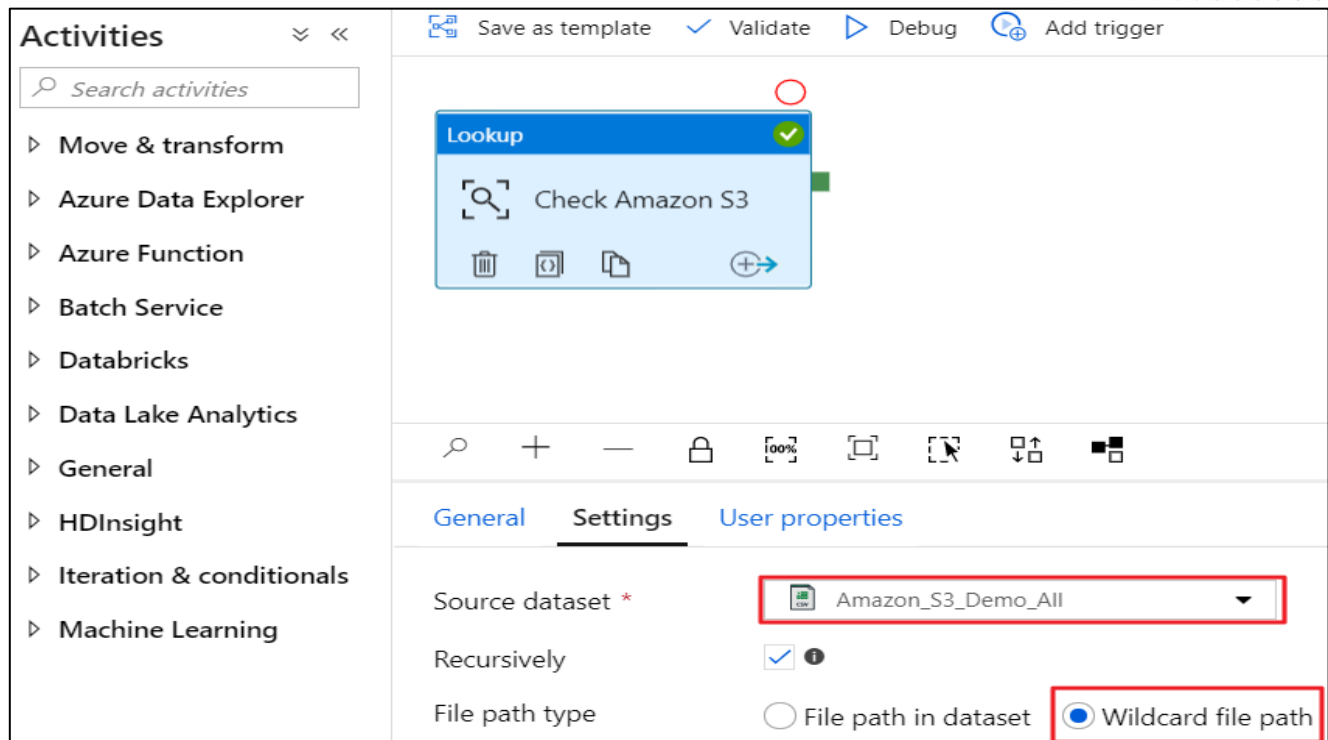 Activities
Save as template Validate Debug Add trigger
Search activities
Move & transform
Azure Data Explorer
Azure Function
Batch Service
Databricks
Data Lake Analytics
General
HDInsight
Iteration & conditionals
Machine Learning
Lookup
Check Amazon S3
100%
General Settings User properties
Source dataset * Amazon_S3_Demo_All
Recursively
File path type File path in dataset Wildcard file path